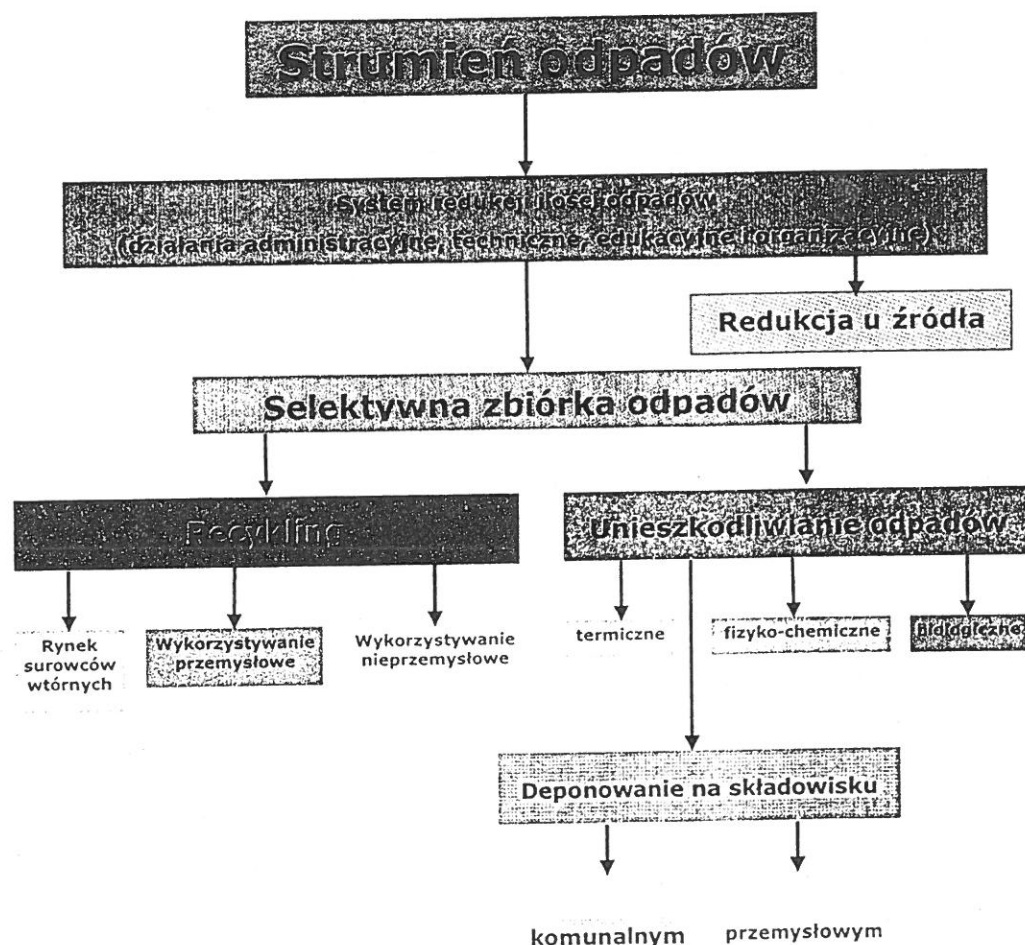 Strumień odpadów
System redukcji ilości odpadów
(działania administracyjne, techniczne, edukacyjne i organizacyjne)
Redukcja u źródła
Selektywna zbiórka odpadów
Recykling
Unieszkodliwianie odpadów
Rynek
surowców
wtórnych
Wykorzystywanie
przemysłowe
Wykorzystywanie
nieprzemysłowe
termiczne
fizyko-chemiczne
biologiczne
Deponowanie na składowisku
komunalnym
przemysłowym